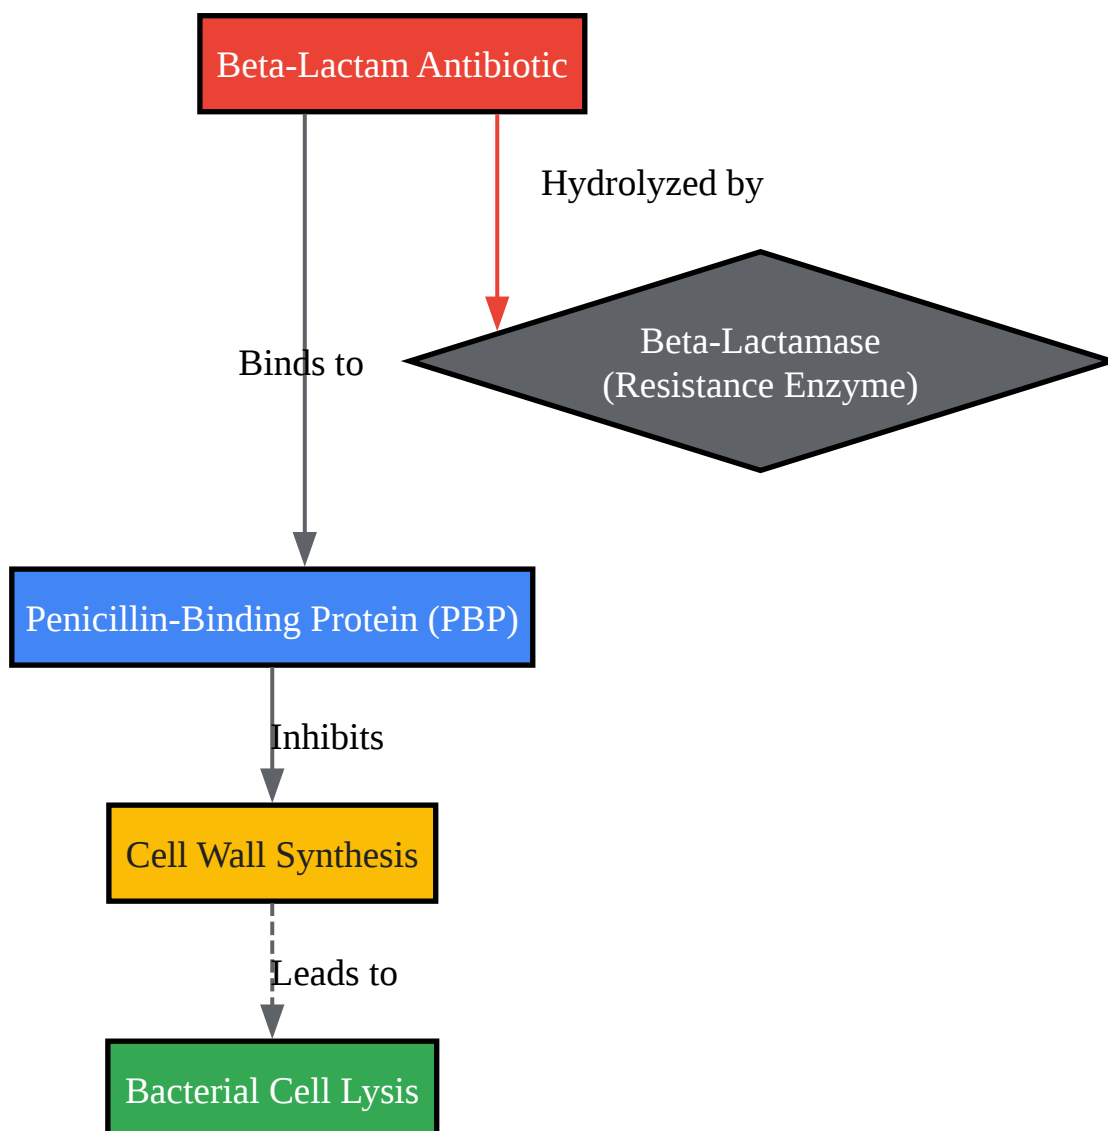 Beta-Lactam Antibiotic
Hydrolyzed by
Beta-Lactamase
(Resistance Enzyme)
Binds to
Penicillin-Binding Protein (PBP)
Inhibits
Cell Wall Synthesis
Leads to
Bacterial Cell Lysis